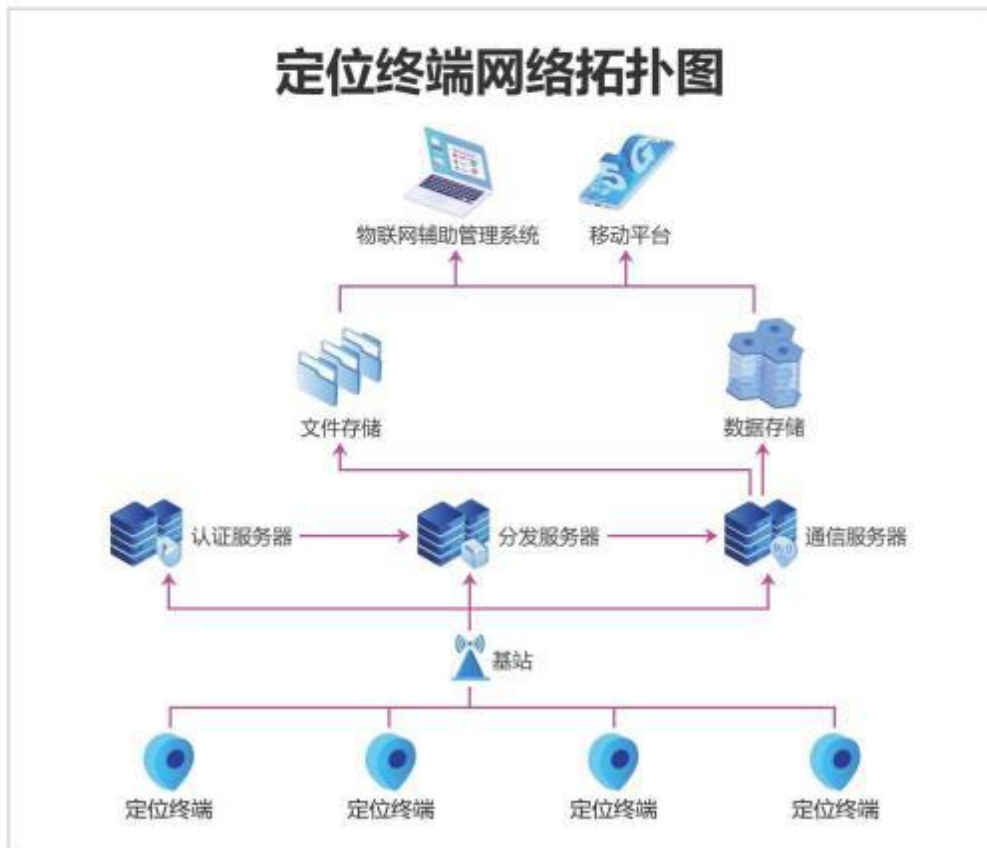 定位终端网络拓扑图
物联网辅助管理系统
移动平台
5G
文件存储
数据存储
认证服务器
分发服务器
通信服务器
基站
定位终端
定位终端
定位终端
定位终端